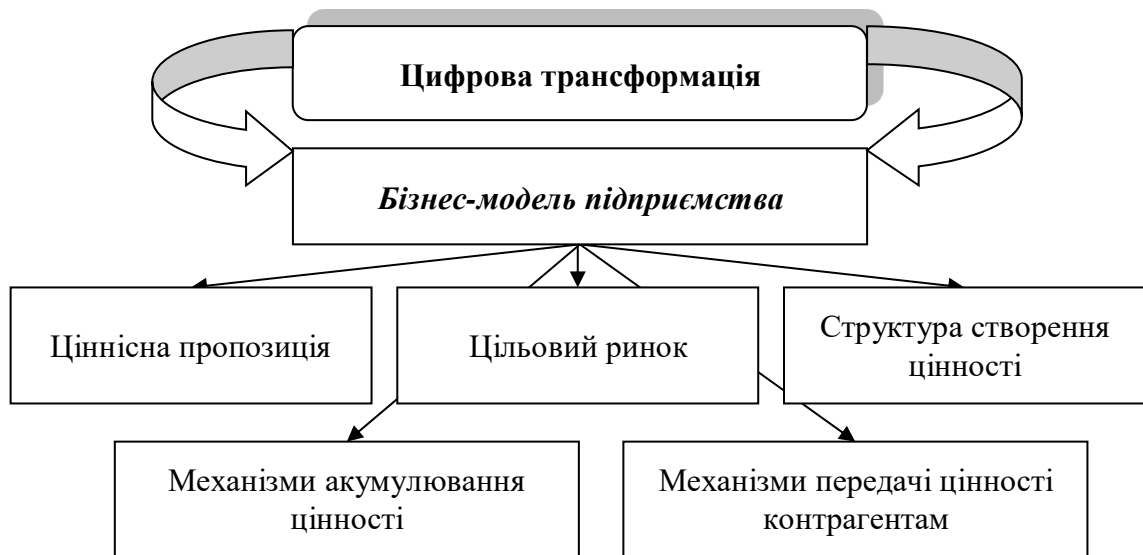 Цифрова трансформація
Бізнес-модель підприємства
Ціннісна пропозиція
Цільовий ринок
Структура створення
цінності
Механізми акумулювання
цінності
Механізми передачі цінності
контрагентам